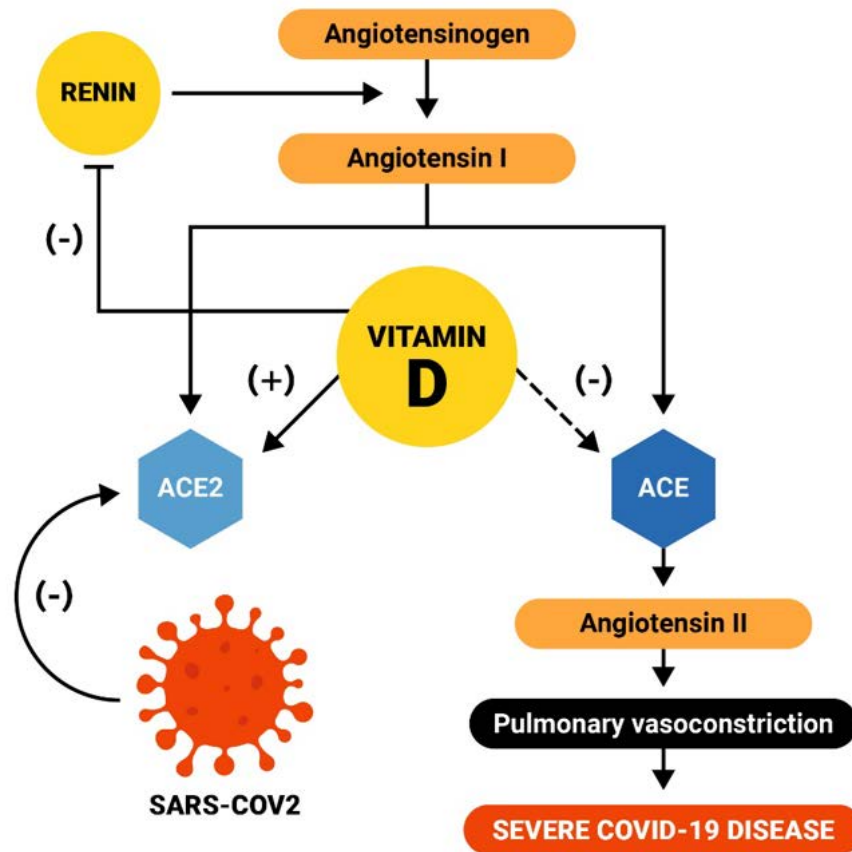 Angiotensinogen
RENIN
Angiotensin I
(-)
VITAMIN
D
(+)
(-)
ACE2
ACE
(-)
Angiotensin II
Pulmonary vasoconstriction
SARS-COV2
SEVERE COVID-19 DISEASE